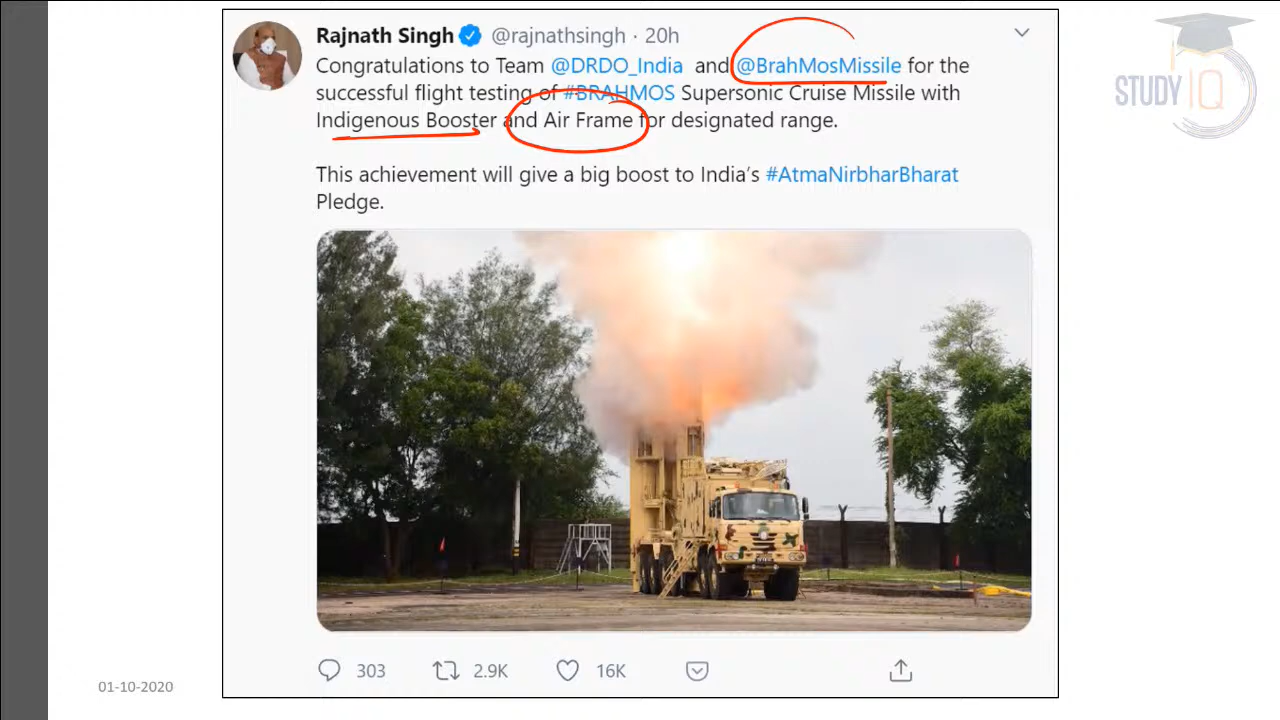 Rajnath Singh @rajnathsingh · 20h
Congratulations to Team @DRDO_India and @BrahMosMissile for the
successful flight testing of #BRAHMOS Supersonic Cruise Missile with
Indigenous Booster and Air Frame for designated range.
This achievement will give a big boost to India's #AtmaNirbharBharat
Pledge.
303 2.9K 16K
STUDY IQ
01-10-2020